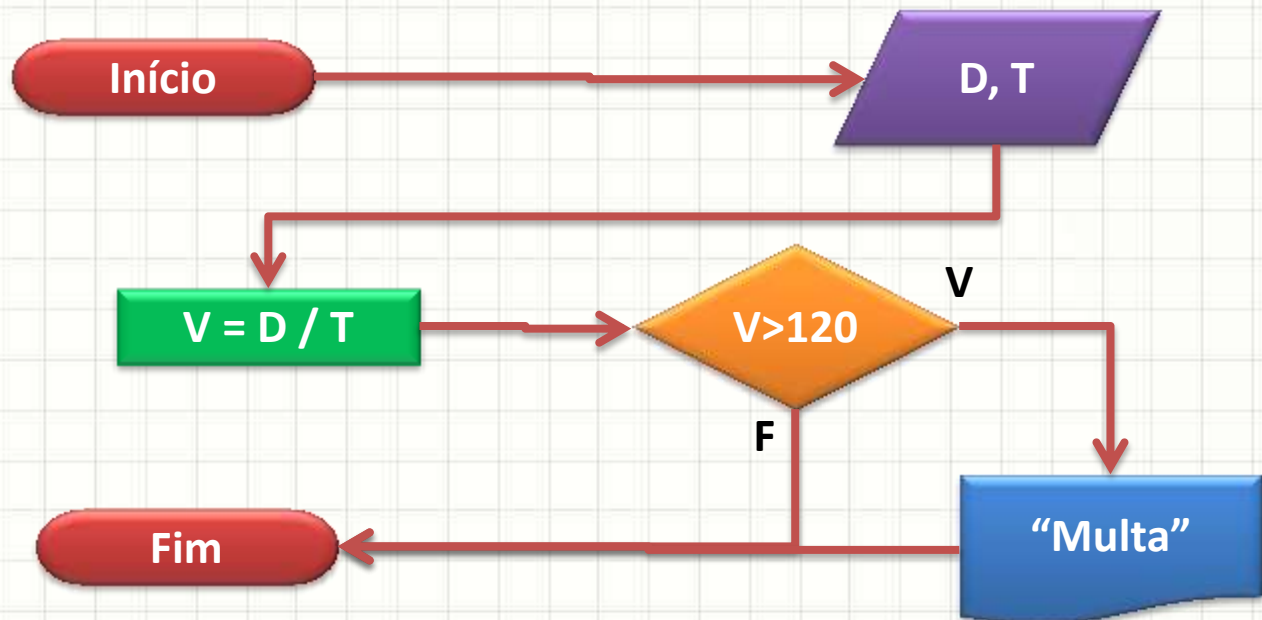 Início
D, T
V = D / T
V>120
V
F
“Multa”
Fim